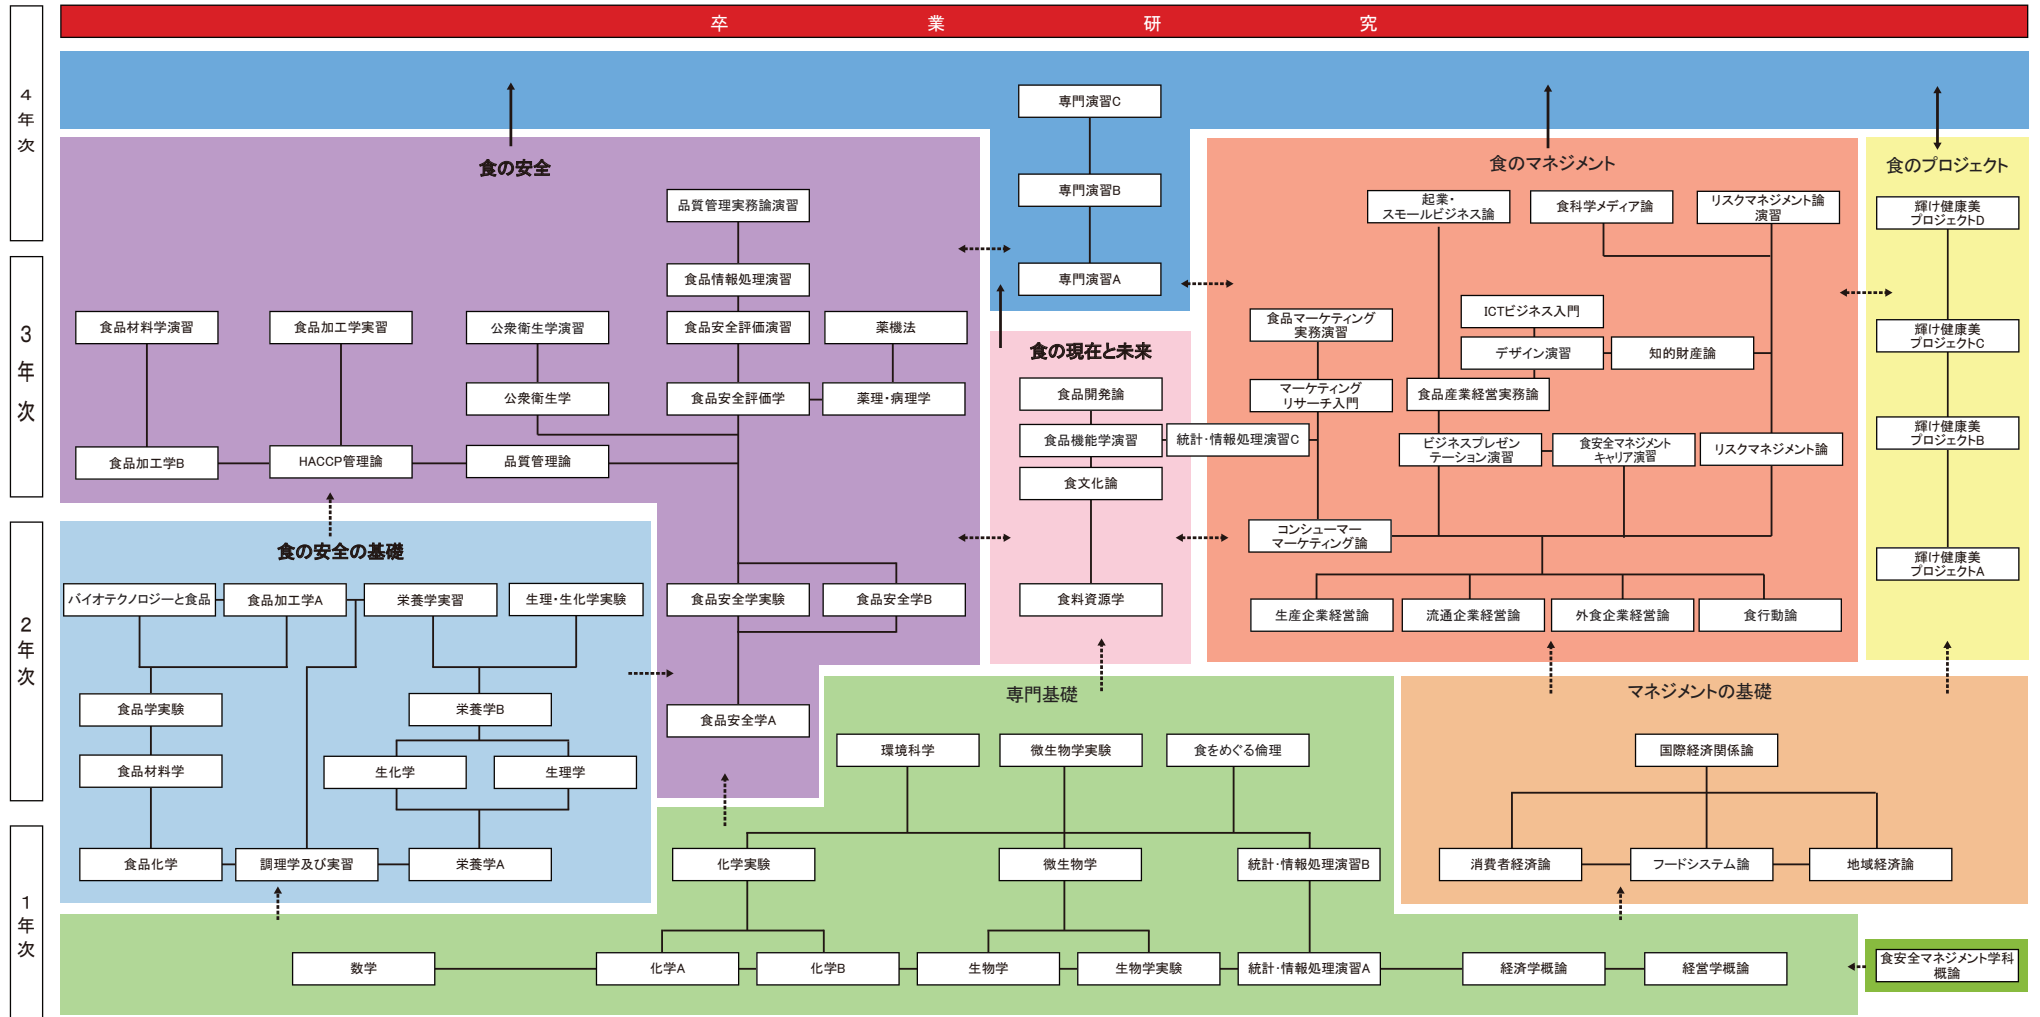 卒業研究
4年次
専門演習C
専門演習B
専門演習A
食の安全
品質管理実務論演習
食品情報処理演習
食品材料学演習
食品加工学実習
公衆衛生学演習
食品安全評価演習
薬機法
公衆衛生学
食品安全評価学
薬理・病理学
食品加工学B
HACCP管理論
品質管理論
食品安全学実験
食品安全学B
食品安全学A
食のマネジメント
起業・
スモールビジネス論
食科学メディア論
リスクマネジメント論
演習
食品マーケティング
実務演習
ICTビジネス入門
デザイン演習
知的財産論
マーケティング
リサーチ入門
食品産業経営実務論
統計・情報処理演習C
ビジネスプレゼン
テーション演習
食安全マネジメント
キャリア演習
リスクマネジメント論
コンシューマー
マーケティング論
生産企業経営論
流通企業経営論
外食企業経営論
食行動論
食のプロジェクト
輝け健康美
プロジェクトD
輝け健康美
プロジェクトC
輝け健康美
プロジェクトB
輝け健康美
プロジェクトA
3年次
食の現在と未来
食品開発論
食品機能学演習
食文化論
食料資源学
2年次
食の安全の基礎
バイオテクノロジーと食品
食品加工学A
栄養学実習
生理・生化学実験
食品学実験
栄養学B
食品材料学
生化学
生理学
食品化学
調理学及び実習
栄養学A
専門基礎
環境科学
微生物学実験
食をめぐる倫理
化学実験
微生物学
統計・情報処理演習B
マネジメントの基礎
国際経済関係論
消費者経済論
フードシステム論
地域経済論
1年次
数学
化学A
化学B
生物学
生物学実験
統計・情報処理演習A
経済学概論
経営学概論
食安全マネジメント学科
概論